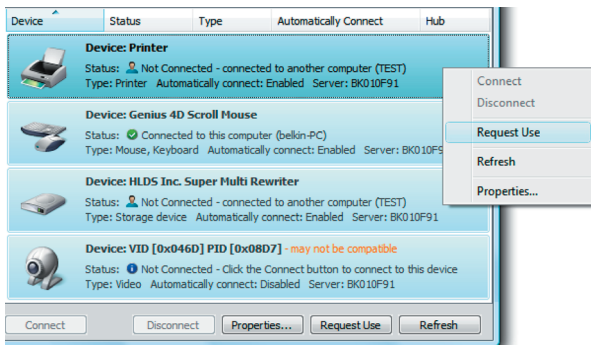 Device Status Type Automatically Connect Hub
Device: Printer
Status: Not Connected - connected to another computer (TEST)
Type: Printer Automatically connect: Enabled Server: BK010F91
Device: Genius 4D Scroll Mouse
Status: Connected to this computer (belkin-PC)
Type: Mouse, Keyboard Automatically connect: Enabled Server: BK010F9
Device: HLDS Inc. Super Multi Rewriter
Status: Not Connected - connected to another computer (TEST)
Type: Storage device Automatically connect: Enabled Server: BK010F91
Device: VID [0x046D] PID [0x08D7] - may not be compatible
Status: Not Connected - Click the Connect button to connect to this device
Type: Video Automatically connect: Disabled Server: BK010F91
Connect Disconnect Properties... Request Use Refresh
Connect
Disconnect
Request Use
Refresh
Properties...